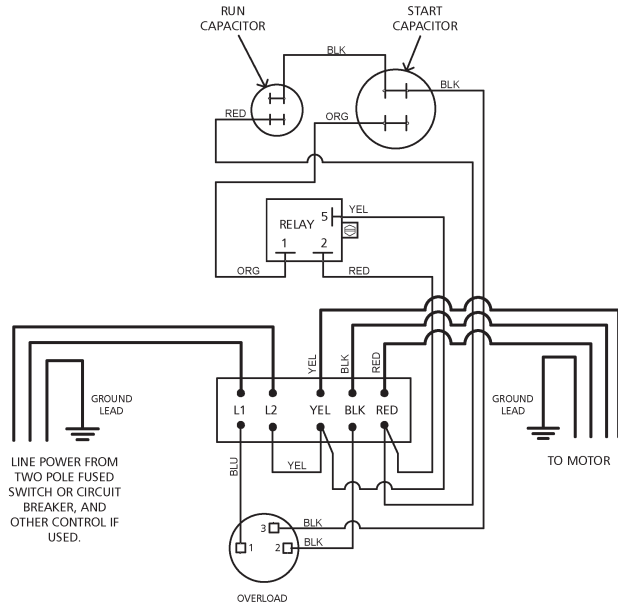 RUN
CAPACITOR
START
CAPACITOR
BLK
BLK
RED
ORG
RELAY
5
YEL
1
2
ORG
RED
YEL
BLK
RED
GROUND
LEAD
GROUND
LEAD
L1
L2
YEL
BLK
RED
LINE POWER FROM
TWO POLE FUSED
SWITCH OR CIRCUIT
BREAKER, AND
OTHER CONTROL IF
USED.
TO MOTOR
BLU
YEL
3
BLK
1
2
BLK
OVERLOAD